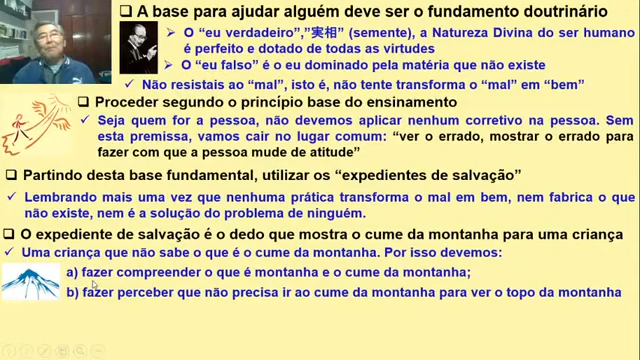 A base para ajudar alguém deve ser o fundamento doutrinário
O “eu verdadeiro”,”実相” (semente), a Natureza Divina do ser humano
é perfeito e dotado de todas as virtudes
O “eu falso” é o eu dominado pela matéria que não existe
Não resistais ao “mal”, isto é, não tente transforma o “mal” em “bem”
Proceder segundo o princípio base do ensinamento
Seja quem for a pessoa, não devemos aplicar nenhum corretivo na pessoa. Sem
esta premissa, vamos cair no lugar comum: “ver o errado, mostrar o errado para
fazer com que a pessoa mude de atitude”
Partindo desta base fundamental, utilizar os “expedientes de salvação”
Lembrando mais uma vez que nenhuma prática transforma o mal em bem, nem fabrica o que
não existe, nem é a solução do problema de ninguém.
O expediente de salvação é o dedo que mostra o cume da montanha para uma criança
Uma criança que não sabe o que é o cume da montanha. Por isso devemos:
a) fazer compreender o que é montanha e o cume da montanha;
b) fazer perceber que não precisa ir ao cume da montanha para ver o topo da montanha